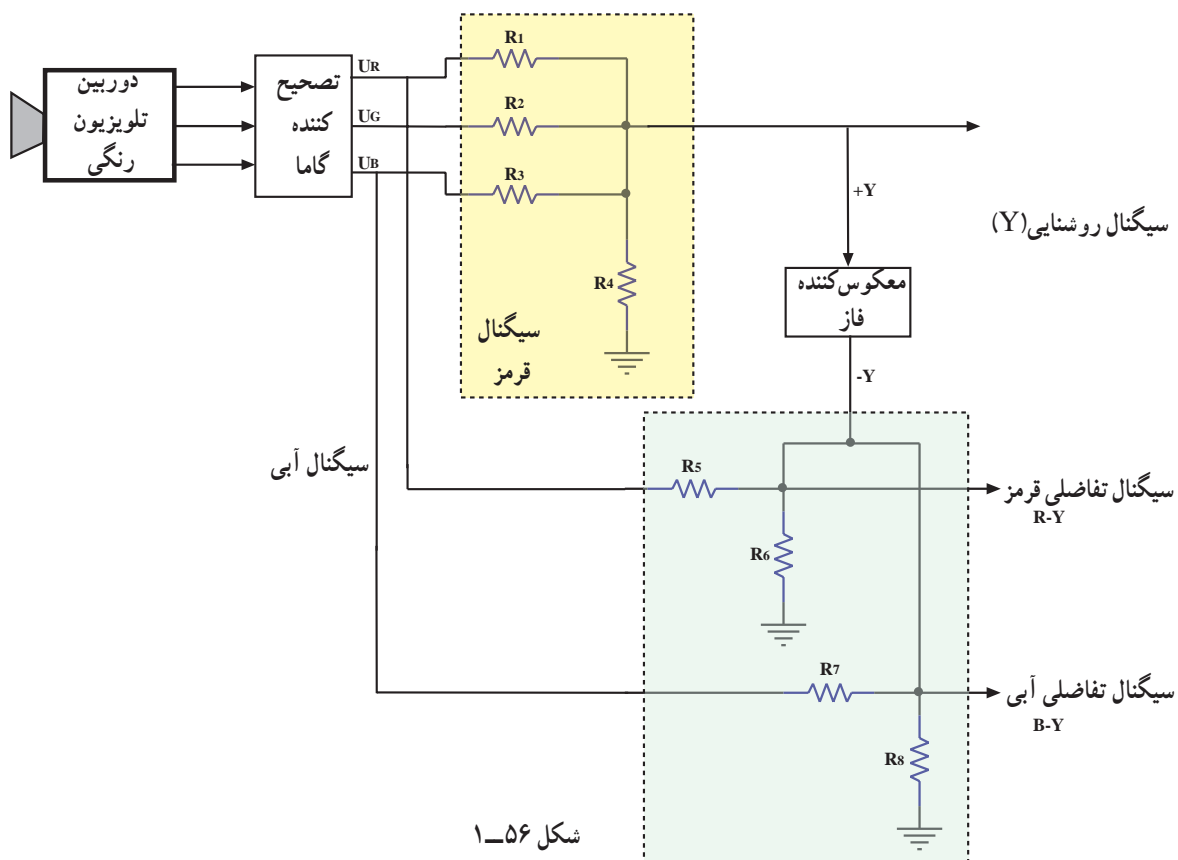 دوربین
تلویزیون
رنگی
تصحیح
کننده
گاما
UR
UG
UB
R1
R2
R3
R4
سیگنال
قرمز
+Y
سیگنال روشنایی(Y)
معکوس‌کننده
فاز
-Y
سیگنال آبی
R5
R6
سیگنال تفاضلی قرمز
R-Y
R7
R8
سیگنال تفاضلی آبی
B-Y
شکل ۵۶ــ۱